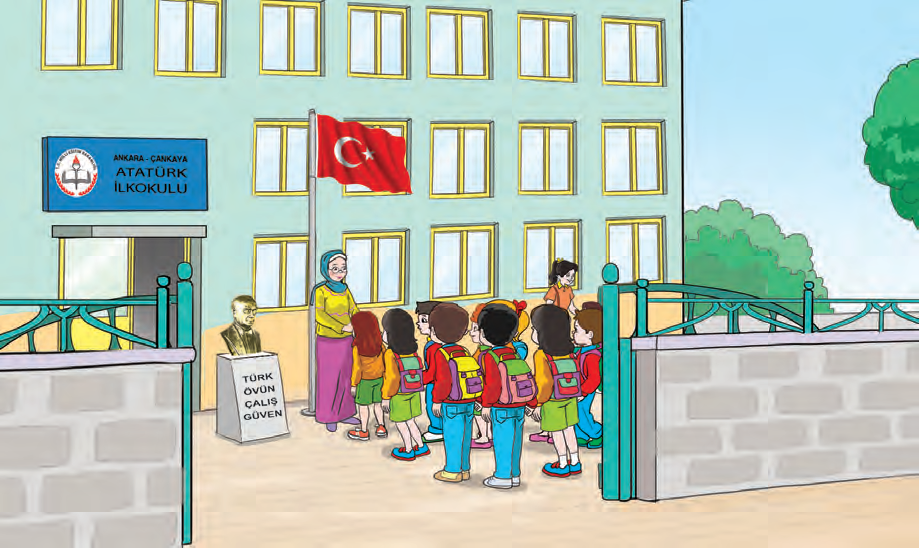 ANKARA - ÇANKAYA
ATATÜRK
İLKOKULU
TÜRK
ÖVÜN
ÇALIŞ
GÜVEN